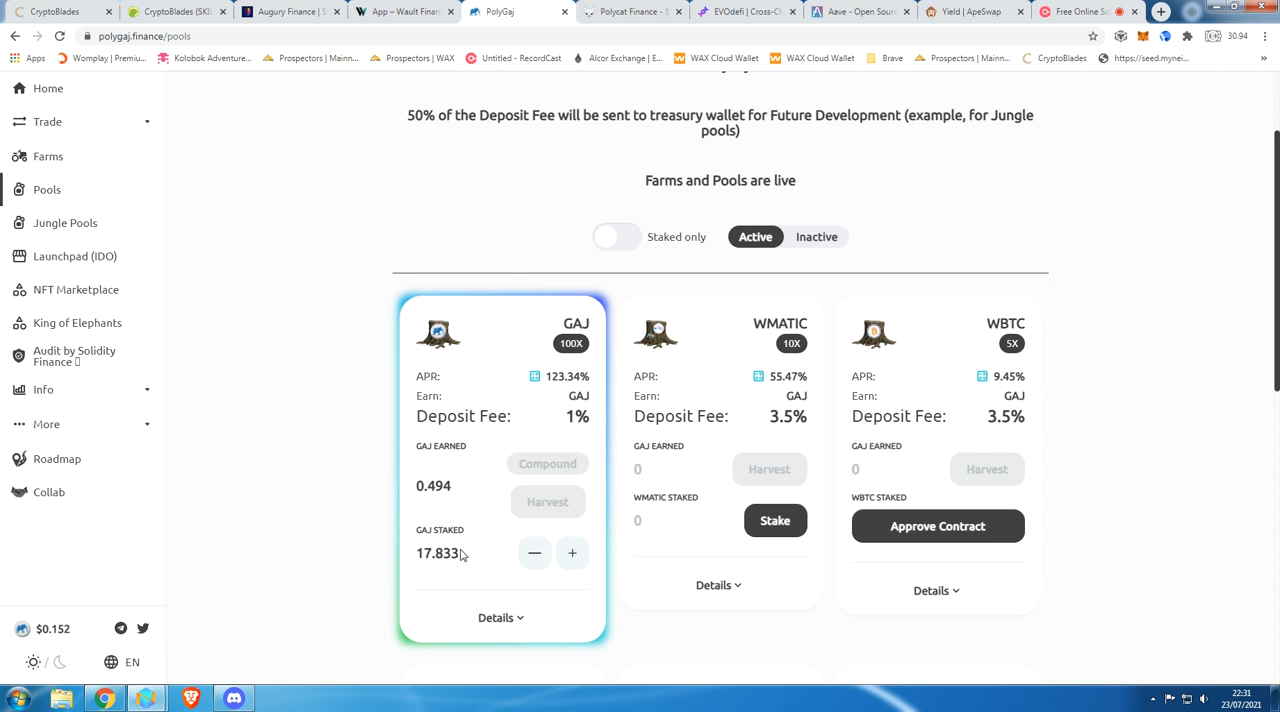 CryptoBlades
CryptoBlades (SKIL
Augury Finance | S
App – Wault Finan
PolyGaj
Polycat Finance - S
EVOdefi | Cross-Ch
Aave - Open Sourc
Yield | ApeSwap
Free Online Sc
polygaj.finance/pools
30.94
Apps
Womplay | Premiu...
Kolobok Adventure...
Prospectors | Mainn...
Prospectors | WAX
Untitled - RecordCast
Alcor Exchange | E...
WAX Cloud Wallet
WAX Cloud Wallet
Brave
Prospectors | Mainn...
CryptoBlades
https://seed.mynei...
»
Home
Trade
Farms
Pools
Jungle Pools
Launchpad (IDO)
NFT Marketplace
King of Elephants
Audit by Solidity
Finance
Info
More
Roadmap
Collab
$0.152
/
EN
50% of the Deposit Fee will be sent to treasury wallet for Future Development (example, for Jungle
pools)
Farms and Pools are live
Staked only
Active
Inactive
GAJ
100X
APR:
123.34%
Earn:
GAJ
Deposit Fee:
1%
GAJ EARNED
Compound
0.494
Harvest
GAJ STAKED
17.833
Details
WMATIC
10X
APR:
55.47%
Earn:
GAJ
Deposit Fee:
3.5%
GAJ EARNED
0
Harvest
WMATIC STAKED
0
Stake
Details
WBTC
5X
APR:
9.45%
Earn:
GAJ
Deposit Fee:
3.5%
GAJ EARNED
0
Harvest
WBTC STAKED
Approve Contract
Details
22:31
23/07/2021